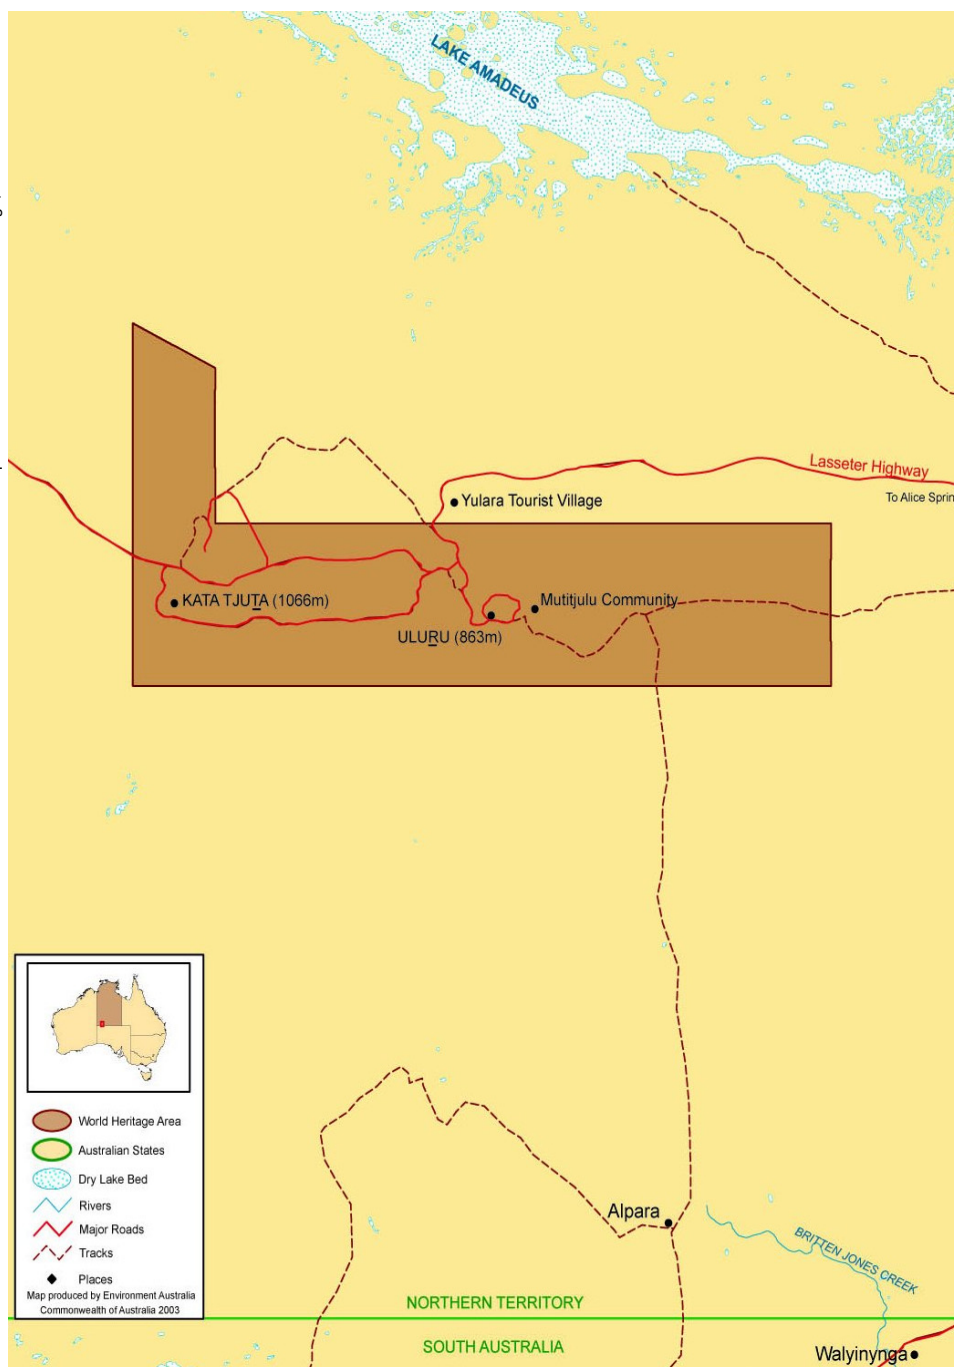 LAKE AMADEUS
Lasseter Highway
To Alice Sprin
Yulara Tourist Village
KATA TJUṮA (1066m)
Mutitjulu Community
ULUṞU (863m)
World Heritage Area
Australian States
Dry Lake Bed
Rivers
Major Roads
Tracks
Places
Map produced by Environment Australia
Commonwealth of Australia 2003
Alpara
BRITTEN JONES CREEK
NORTHERN TERRITORY
SOUTH AUSTRALIA
Walyinynga